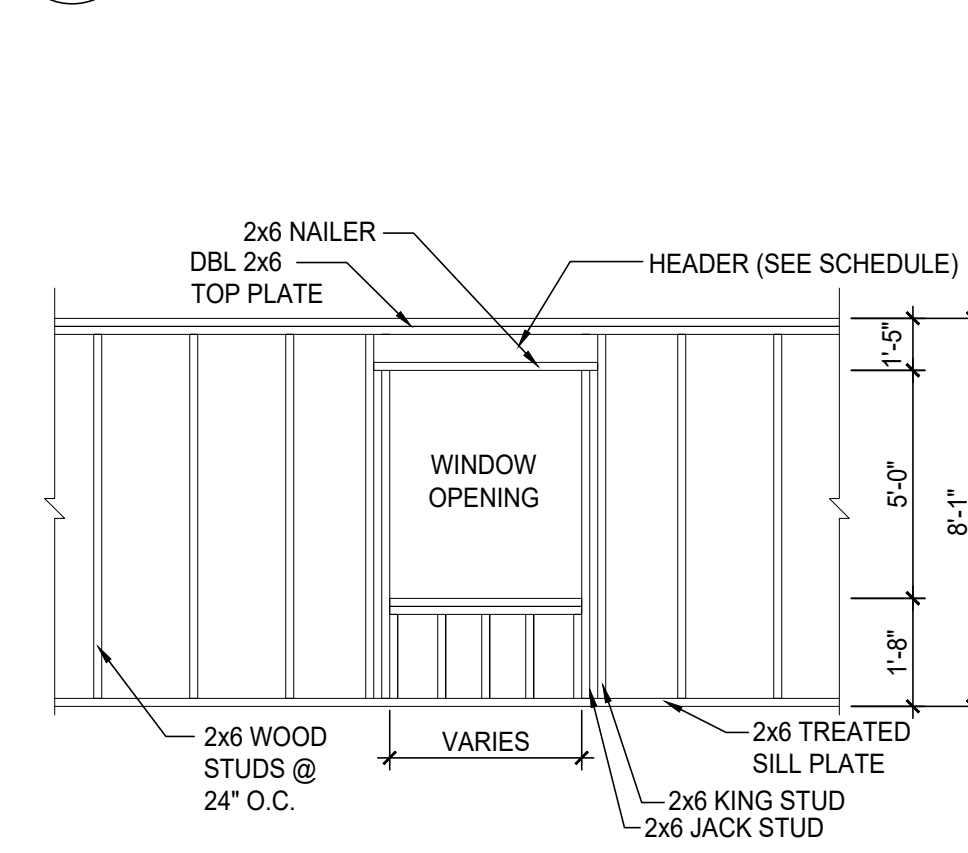 2x6 NAILER
DBL 2x6
TOP PLATE
HEADER (SEE SCHEDULE)
1'-5"
WINDOW
OPENING
5'-0"
8'-1"
1'-8"
2x6 WOOD
STUDS @
24" O.C.
VARIES
2x6 TREATED
SILL PLATE
2x6 KING STUD
2x6 JACK STUD